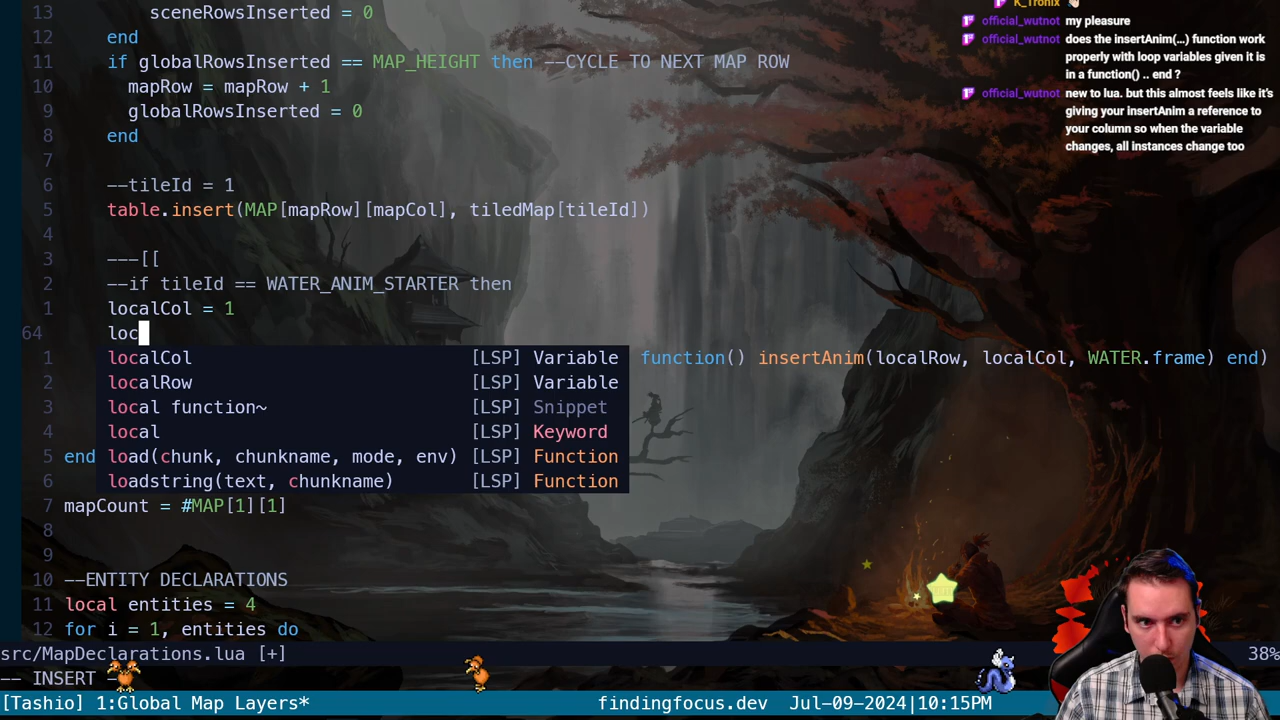 13 sceneRowsInserted = 0
12 end
11 if globalRowsInserted == MAP_HEIGHT then --CYCLE TO NEXT MAP ROW
10 mapRow = mapRow + 1
9 globalRowsInserted = 0
8 end
7
6 --tileId = 1
5 table.insert(MAP[mapRow][mapCol], tiledMap[tileId])
4
3 ---[[
2 --if tileId == WATER_ANIM_STARTER then
1 localCol = 1
64 loc
1 localCol [LSP] Variable function() insertAnim(localRow, localCol, WATER.frame) end)
2 localRow [LSP] Variable
3 local function~ [LSP] Snippet
4 local [LSP] Keyword
5 end load(chunk, chunkname, mode, env) [LSP] Function
6 loadstring(text, chunkname) [LSP] Function
7 mapCount = #MAP[1][1]
8
9
10 --ENTITY DECLARATIONS
11 local entities = 4
12 for i = 1, entities do
src/MapDeclarations.lua [+] 38%
-- INSERT --
[Tashio] 1:Global Map Layers* findingfocus.dev Jul-09-2024|10:15PM
K_Tronix
official_wutnot my pleasure
official_wutnot does the insertAnim(...) function work
properly with loop variables given it is
in a function() .. end ?
official_wutnot new to lua. but this almost feels like it's
giving your insertAnim a reference to
your column so when the variable
changes, all instances change too